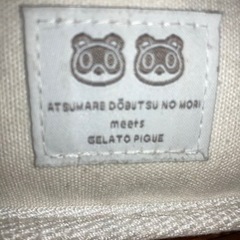 ATSUMARE DŌBUTSU NO MORI
meets
GELATO PIQUE